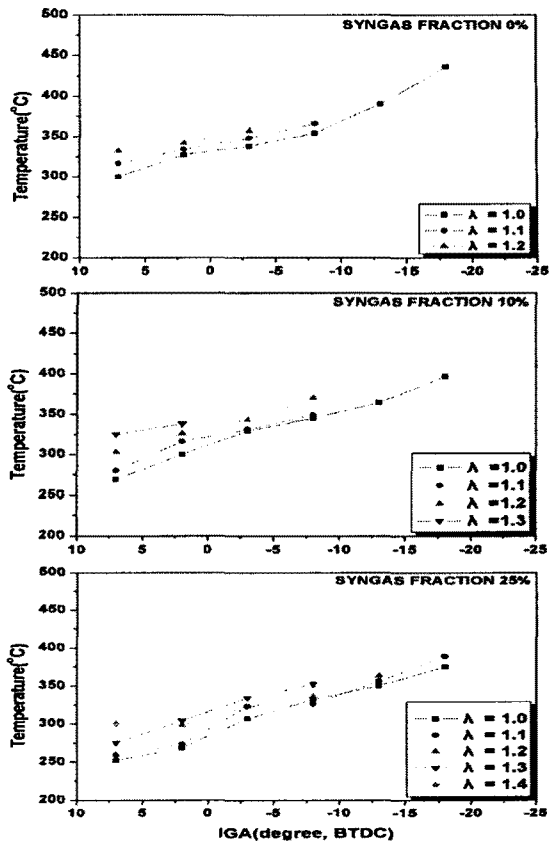 SYNGAS FRACTION 0%
Temperature(°C)
500
450
400
350
300
250
200
10 5 0 -5 -10 -15 -20 -25
λ = 1.0
λ = 1.1
λ = 1.2
SYNGAS FRACTION 10%
Temperature(°C)
500
450
400
350
300
250
200
10 5 0 -5 -10 -15 -20 -25
λ = 1.0
λ = 1.1
λ = 1.2
λ = 1.3
SYNGAS FRACTION 25%
Temperature(°C)
500
450
400
350
300
250
200
10 5 0 -5 -10 -15 -20 -25
λ = 1.0
λ = 1.1
λ = 1.2
λ = 1.3
λ = 1.4
IGA(degree, BTDC)